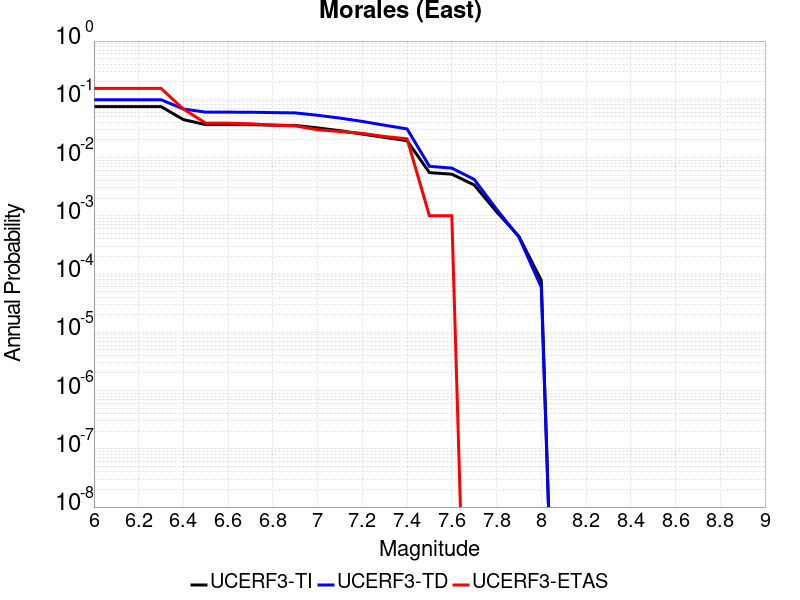 Morales (East)
10^0
10^-1
10^-2
10^-3
10^-4
10^-5
10^-6
10^-7
10^-8
Annual Probability
6 6.2 6.4 6.6 6.8 7 7.2 7.4 7.6 7.8 8 8.2 8.4 8.6 8.8 9
Magnitude
UCERF3-TI UCERF3-TD UCERF3-ETAS